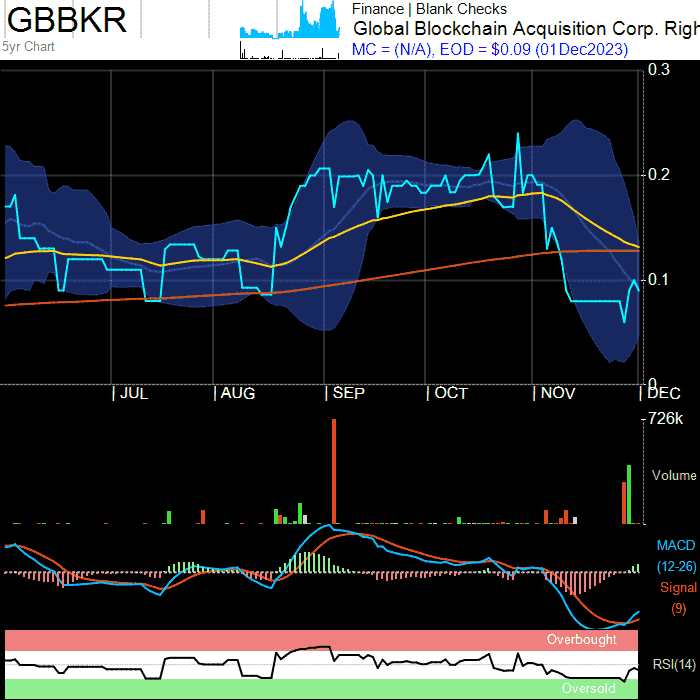 GBBKR
5yr Chart
Finance | Blank Checks
Global Blockchain Acquisition Corp. Righ
MC = (N/A), EOD = $0.09 (01Dec2023)
0.3
0.2
0.1
0
JUL AUG SEP OCT NOV DEC
726k
Volume
MACD
(12-26)
Signal
(9)
Overbought
RSI(14)
Oversold